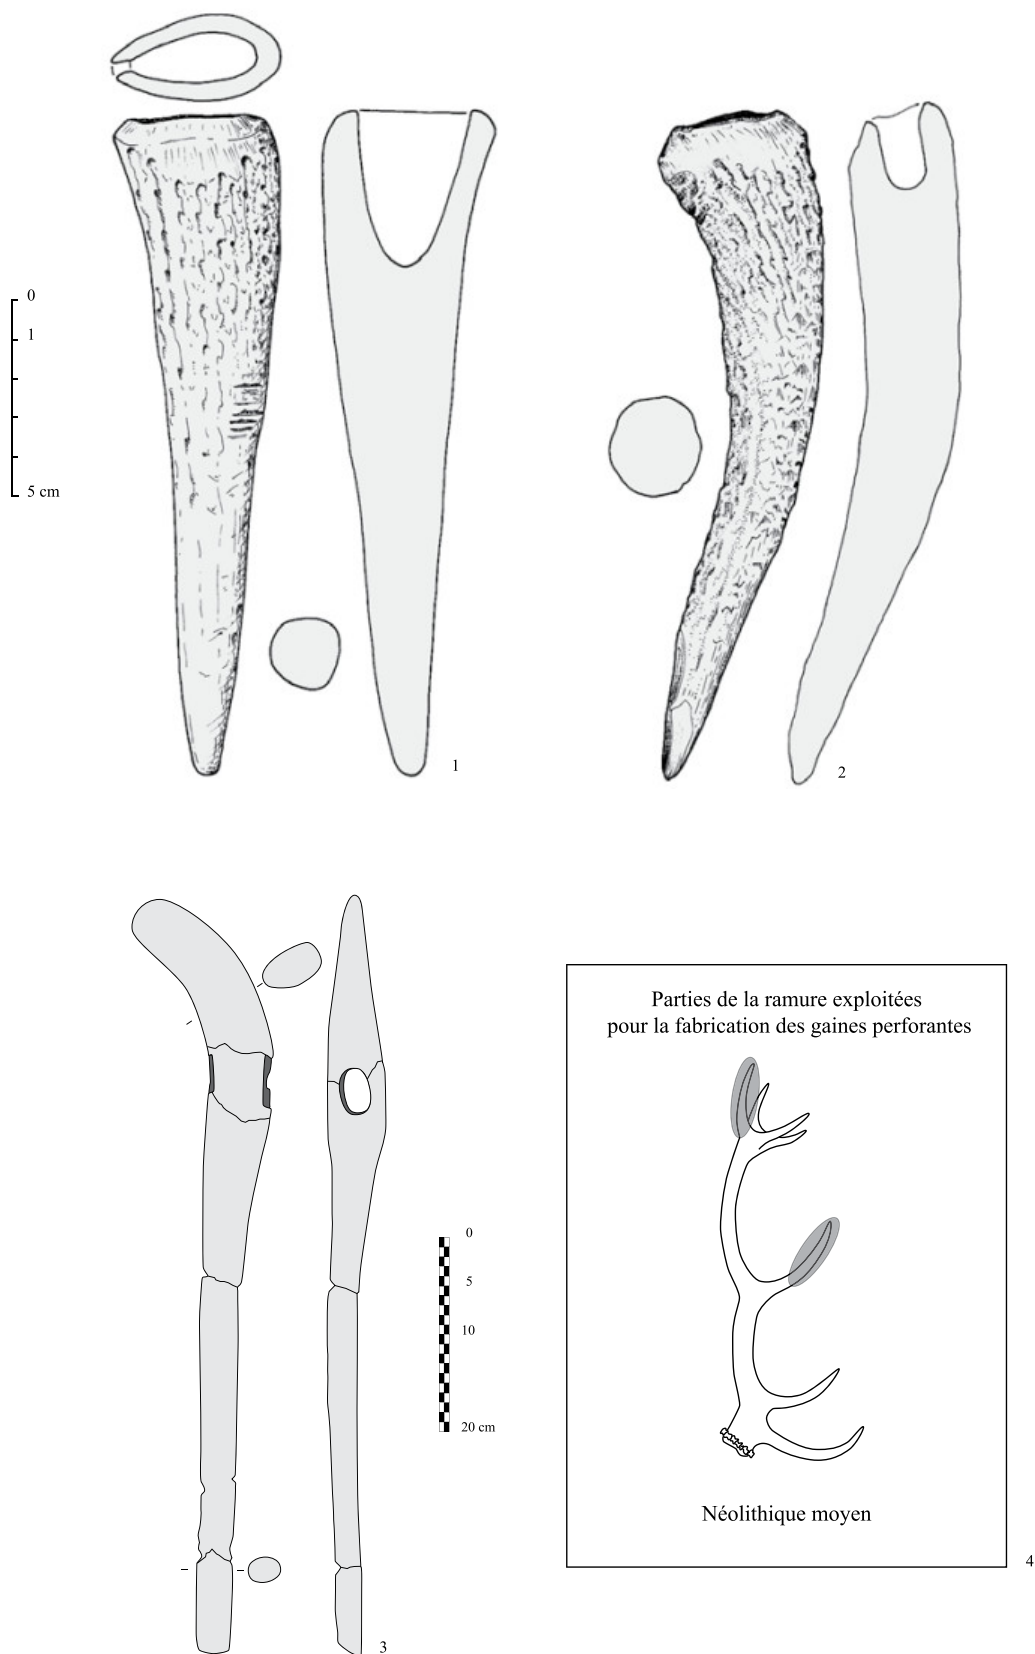 0
1
5 cm
1
2
0
5
10
20 cm
3
Parties de la ramure exploitées
pour la fabrication des gaines perforantes
Néolithique moyen
4